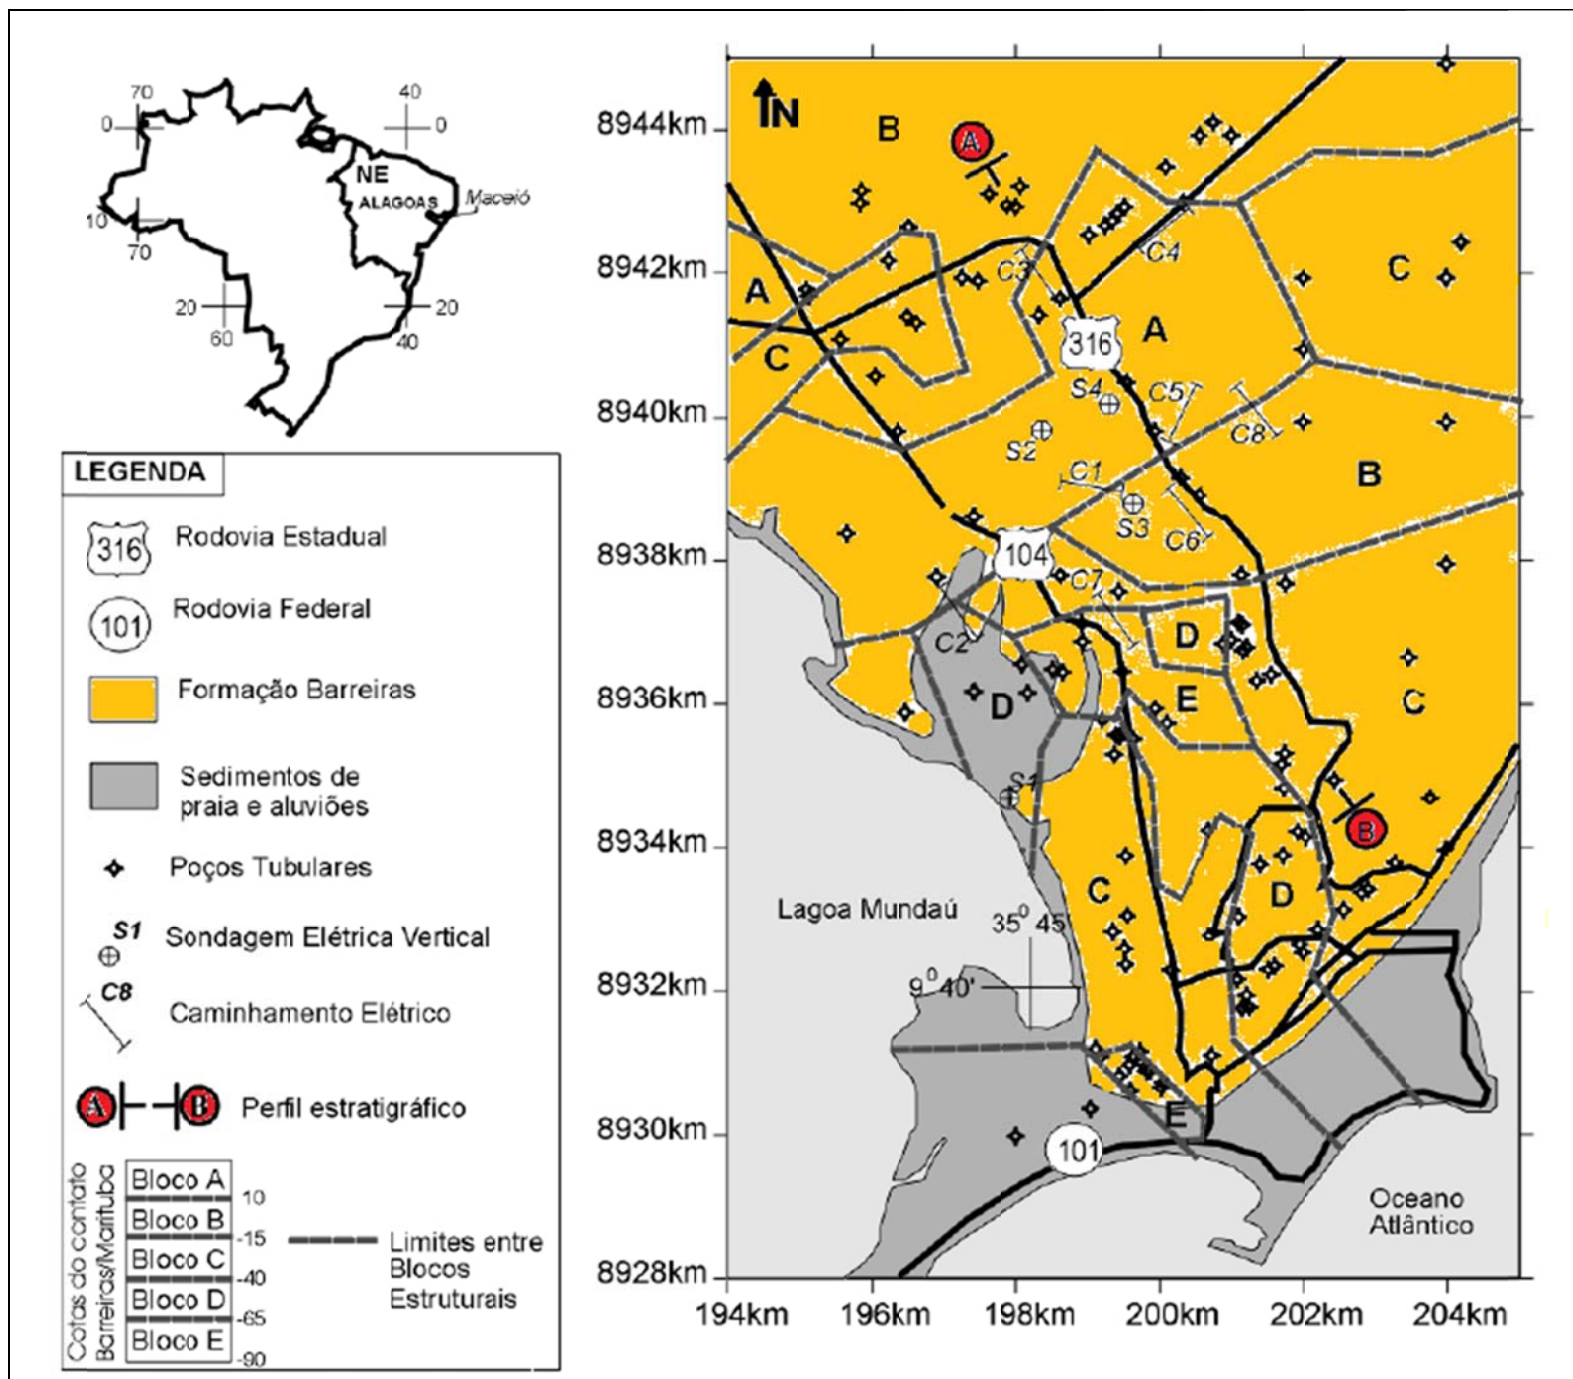 70
40
0
0
NE
ALAGOAS
Maceió
10
70
20
20
60
40
LEGENDA
316
Rodovia Estadual
101
Rodovia Federal
Formação Barreiras
Sedimentos de
praia e aluviões
Poços Tubulares
S1
Sondagem Elétrica Vertical
C8
Caminhamento Elétrico
A
B
Perfil estratigráfico
Cotas do contato
Barreiras/Marituba
Bloco A
10
Bloco B
-15
Bloco C
-40
Bloco D
-65
Bloco E
-90
Limites entre
Blocos
Estruturais
8944km
8942km
8940km
8938km
8936km
8934km
8932km
8930km
8928km
194km
196km
198km
200km
202km
204km
N
B
A
C3
C4
C
A
C
316
A
S4
C5
S2
C8
C1
B
S3
C6
104
C7
C2
D
D
E
C
S1
B
C
D
Lagoa Mundaú
35° 45'
9° 40'
E
101
Oceano
Atlântico